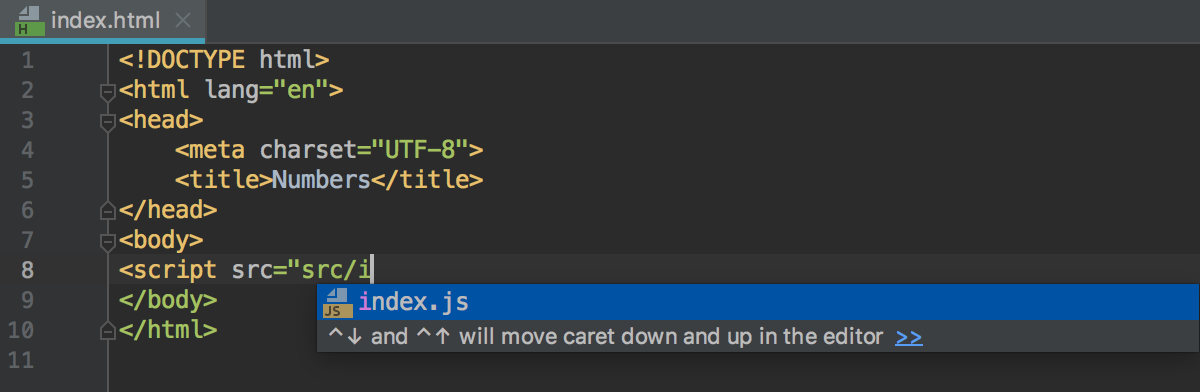 index.html
1 <!DOCTYPE html>
2 <html lang="en">
3 <head>
4 <meta charset="UTF-8">
5 <title>Numbers</title>
6 </head>
7 <body>
8 <script src="src/i
9 </body>
JS index.js
10 </html>
^↓ and ^↑ will move caret down and up in the editor >>
11